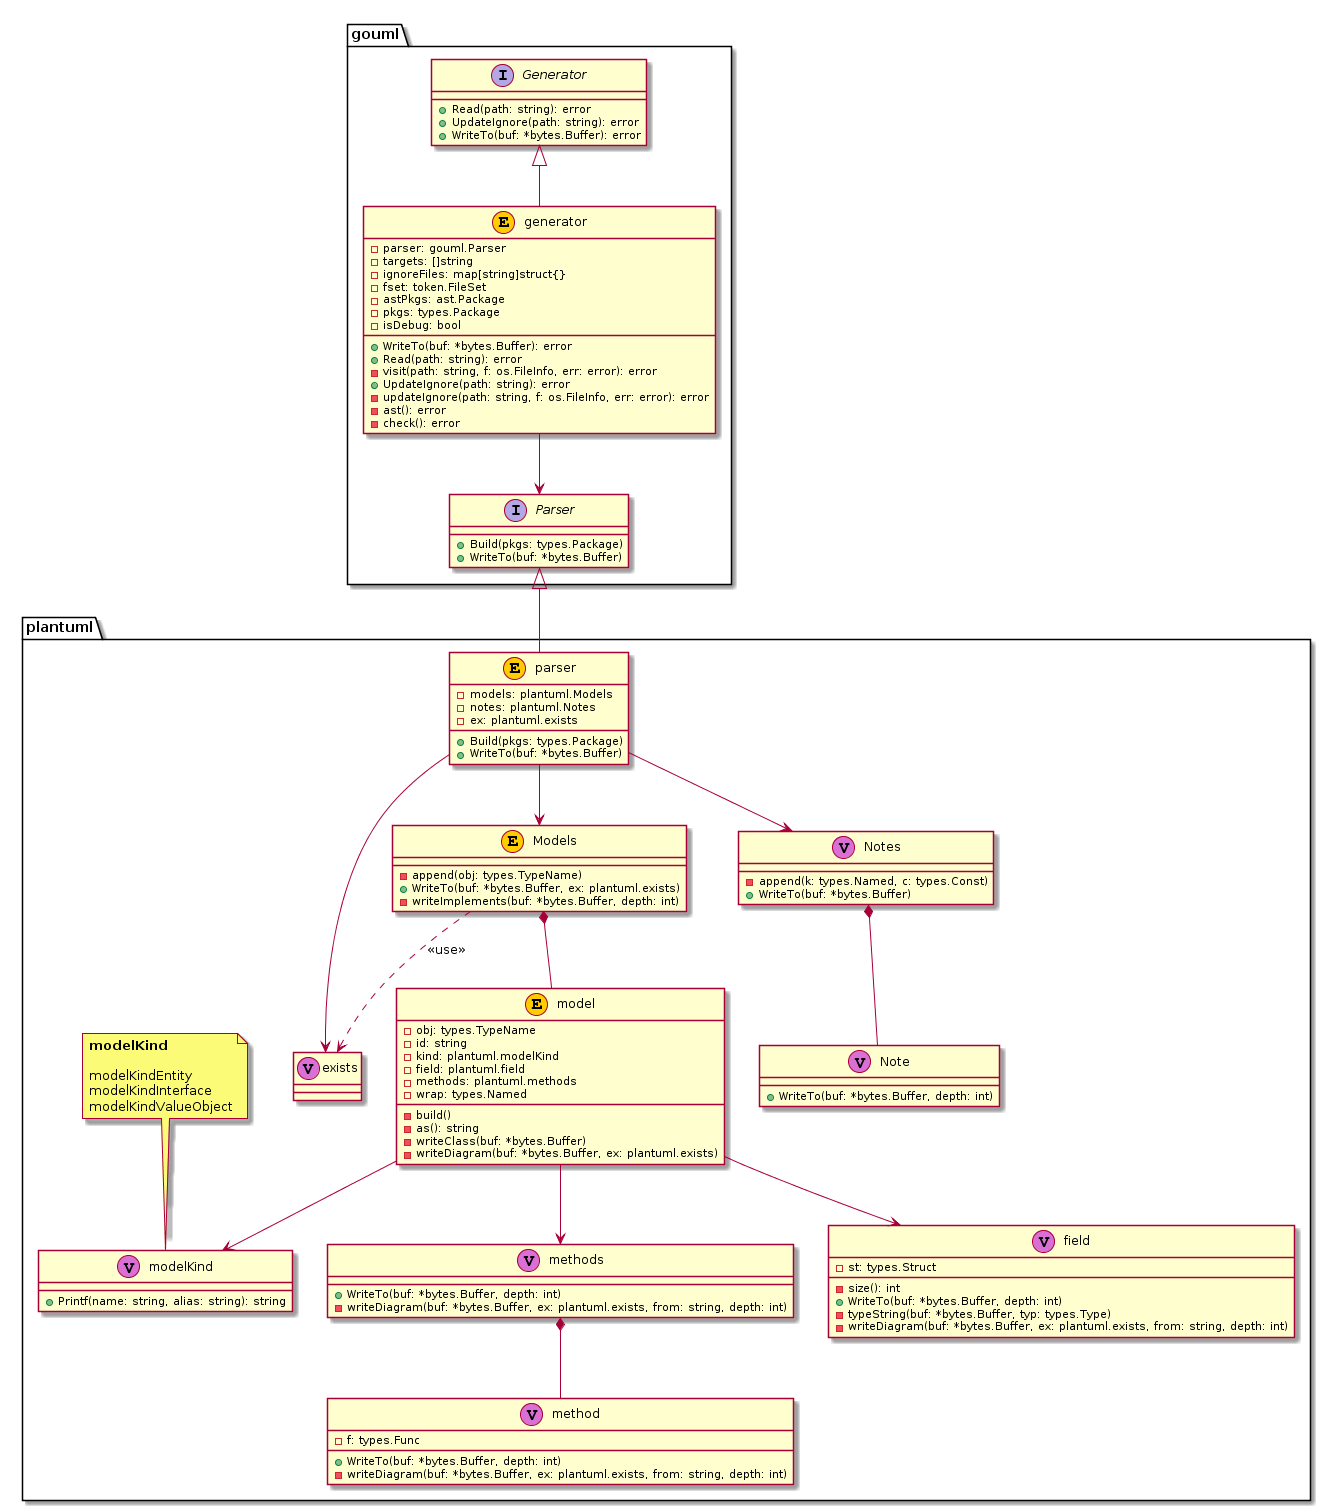 gouml
I Generator
Read(path: string): error
UpdateIgnore(path: string): error
WriteTo(buf: *bytes.Buffer): error
E generator
parser: gouml.Parser
targets: []string
ignoreFiles: map[string]struct{}
fset: token.FileSet
astPkgs: ast.Package
pkgs: types.Package
isDebug: bool
WriteTo(buf: *bytes.Buffer): error
Read(path: string): error
visit(path: string, f: os.FileInfo, err: error): error
UpdateIgnore(path: string): error
updateIgnore(path: string, f: os.FileInfo, err: error): error
ast(): error
check(): error
I Parser
Build(pkgs: types.Package)
WriteTo(buf: *bytes.Buffer)
plantuml
E parser
models: plantuml.Models
notes: plantuml.Notes
ex: plantuml.exists
Build(pkgs: types.Package)
WriteTo(buf: *bytes.Buffer)
E Models
append(obj: types.TypeName)
WriteTo(buf: *bytes.Buffer, ex: plantuml.exists)
writeImplements(buf: *bytes.Buffer, depth: int)
V Notes
append(k: types.Named, c: types.Const)
WriteTo(buf: *bytes.Buffer)
«use»
E model
obj: types.TypeName
id: string
kind: plantuml.modelKind
field: plantuml.field
methods: plantuml.methods
wrap: types.Named
build()
as(): string
writeClass(buf: *bytes.Buffer)
writeDiagram(buf: *bytes.Buffer, ex: plantuml.exists)
modelKind
modelKindEntity
modelKindInterface
modelKindValueObject
V exists
V Note
WriteTo(buf: *bytes.Buffer, depth: int)
V modelKind
Printf(name: string, alias: string): string
V methods
WriteTo(buf: *bytes.Buffer, depth: int)
writeDiagram(buf: *bytes.Buffer, ex: plantuml.exists, from: string, depth: int)
V field
st: types.Struct
size(): int
WriteTo(buf: *bytes.Buffer, depth: int)
typeString(buf: *bytes.Buffer, typ: types.Type)
writeDiagram(buf: *bytes.Buffer, ex: plantuml.exists, from: string, depth: int)
V method
f: types.Func
WriteTo(buf: *bytes.Buffer, depth: int)
writeDiagram(buf: *bytes.Buffer, ex: plantuml.exists, from: string, depth: int)